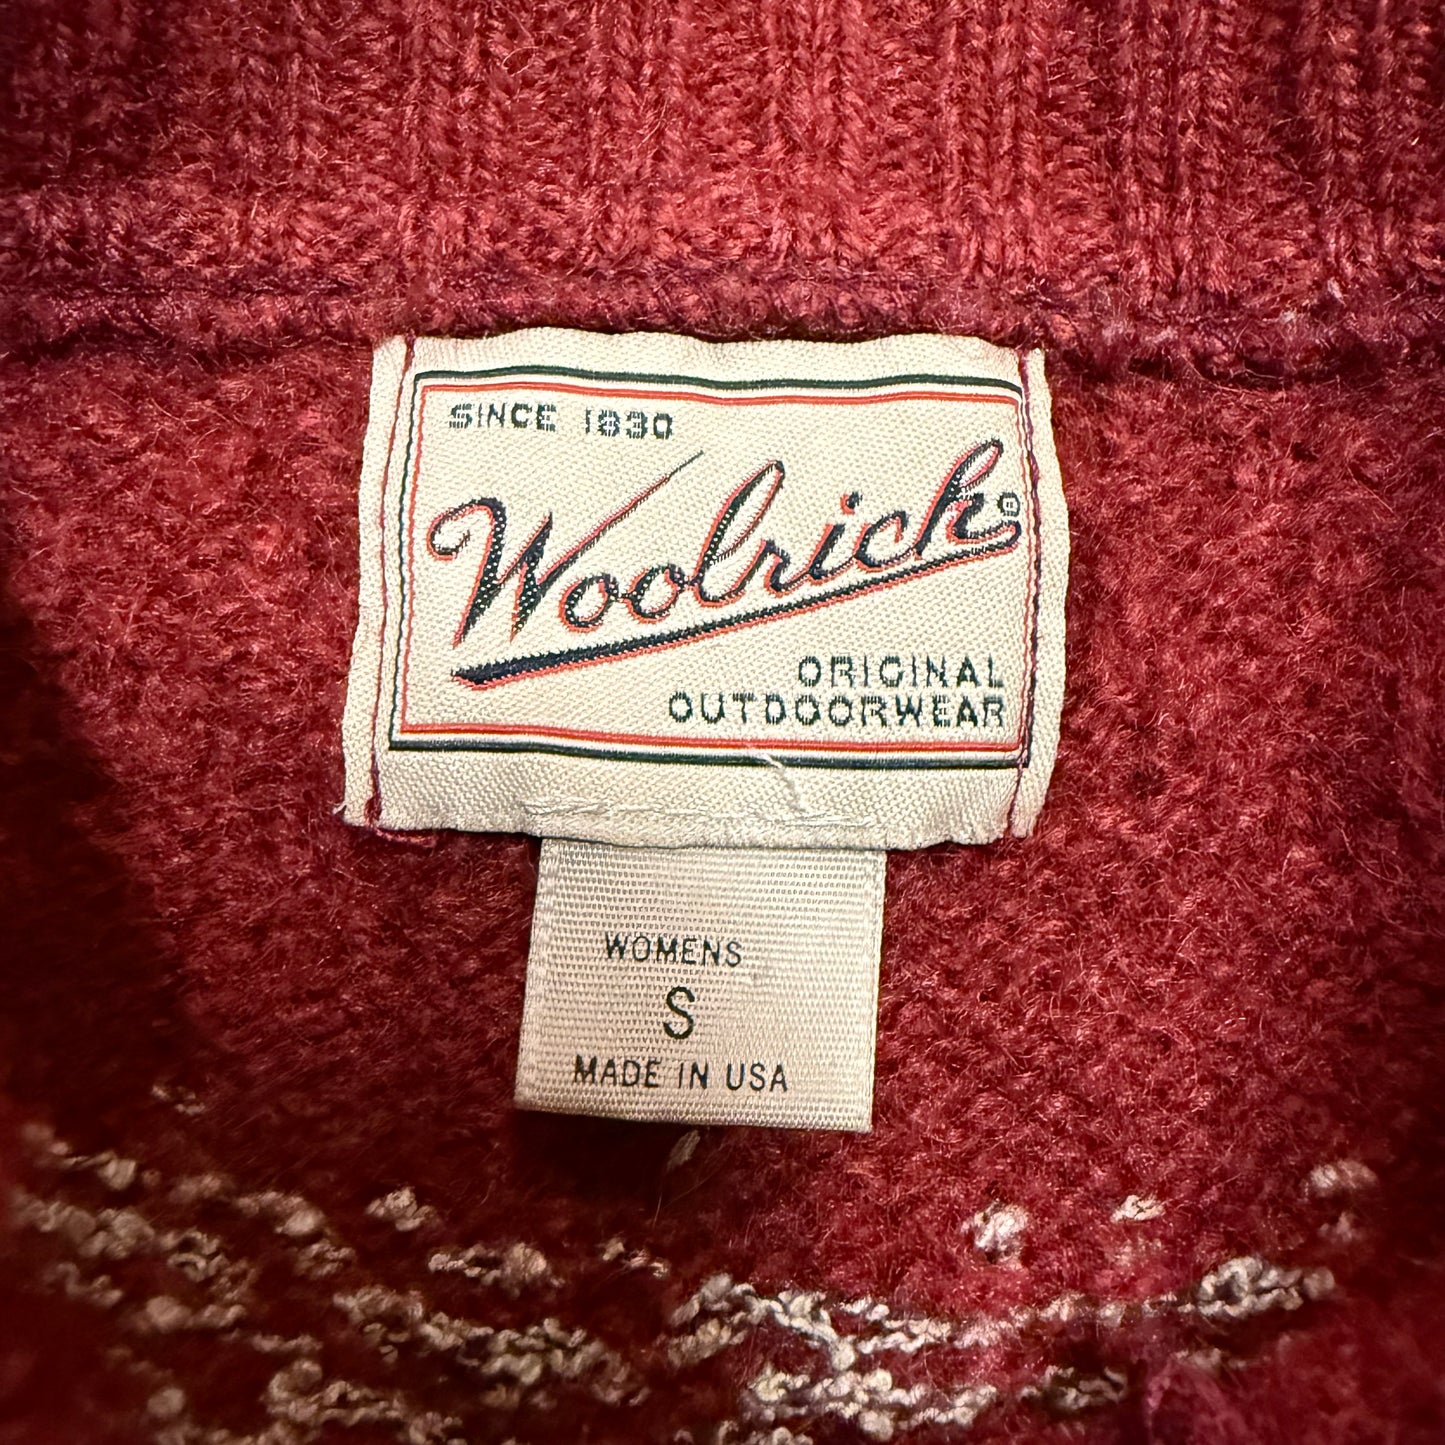 SINCE 1830
Woolrich®
ORIGINAL
OUTDOORWEAR
WOMENS
S
MADE IN USA